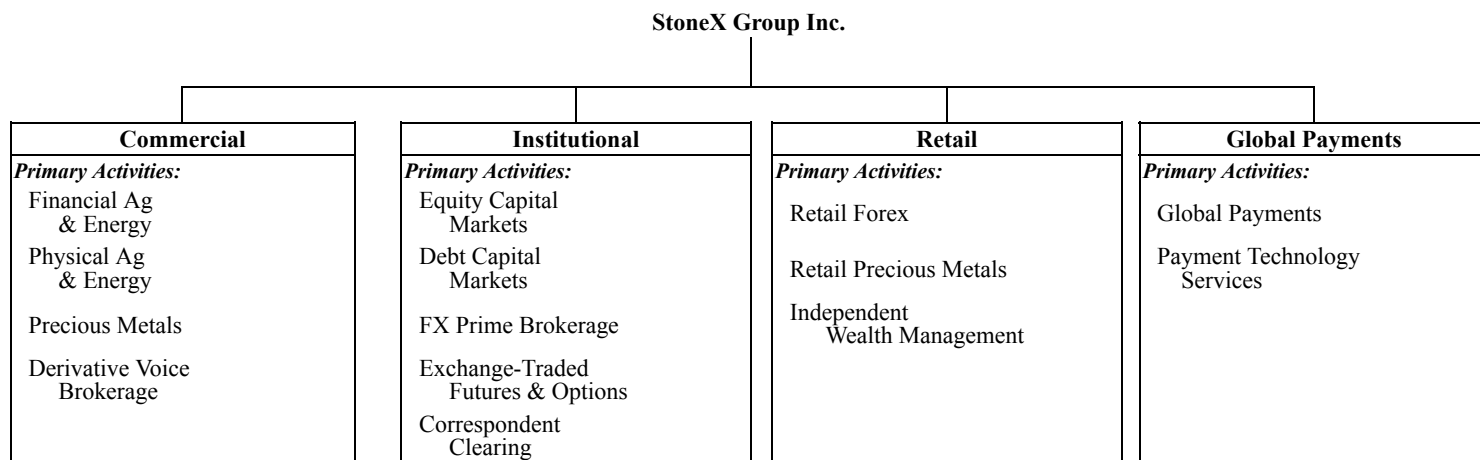 StoneX Group Inc.
Commercial
Primary Activities:
Financial Ag
& Energy
Physical Ag
& Energy
Precious Metals
Derivative Voice
Brokerage
Institutional
Primary Activities:
Equity Capital
Markets
Debt Capital
Markets
FX Prime Brokerage
Exchange-Traded
Futures & Options
Correspondent
Clearing
Retail
Primary Activities:
Retail Forex
Retail Precious Metals
Independent
Wealth Management
Global Payments
Primary Activities:
Global Payments
Payment Technology
Services